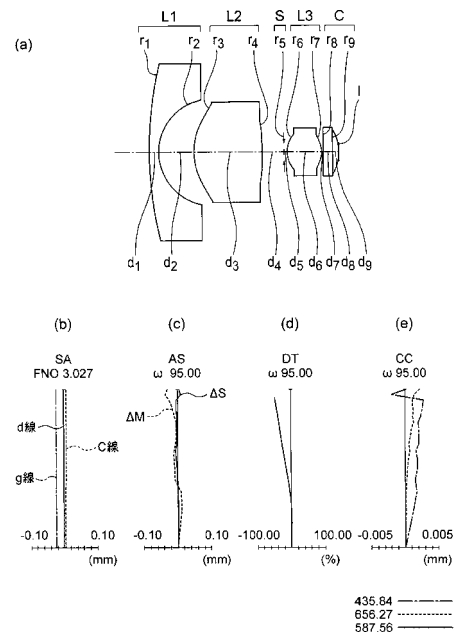 (a)
L1 L2 S L3 C
r1 r2 r3 r4 r5 r6 r7 r8 r9
I
d1 d2 d3 d4 d5 d6 d7 d8 d9
(b) (c) (d) (e)
SA AS DT CC
FNO 3.027 ω 95.00 ω 95.00 ω 95.00
ΔS
ΔM
d線
C線
g線
-0.10 0.10 -0.10 0.10 -100.00 100.00 -0.005 0.005
(mm) (mm) (%) (mm)
435.84
656.27
587.56